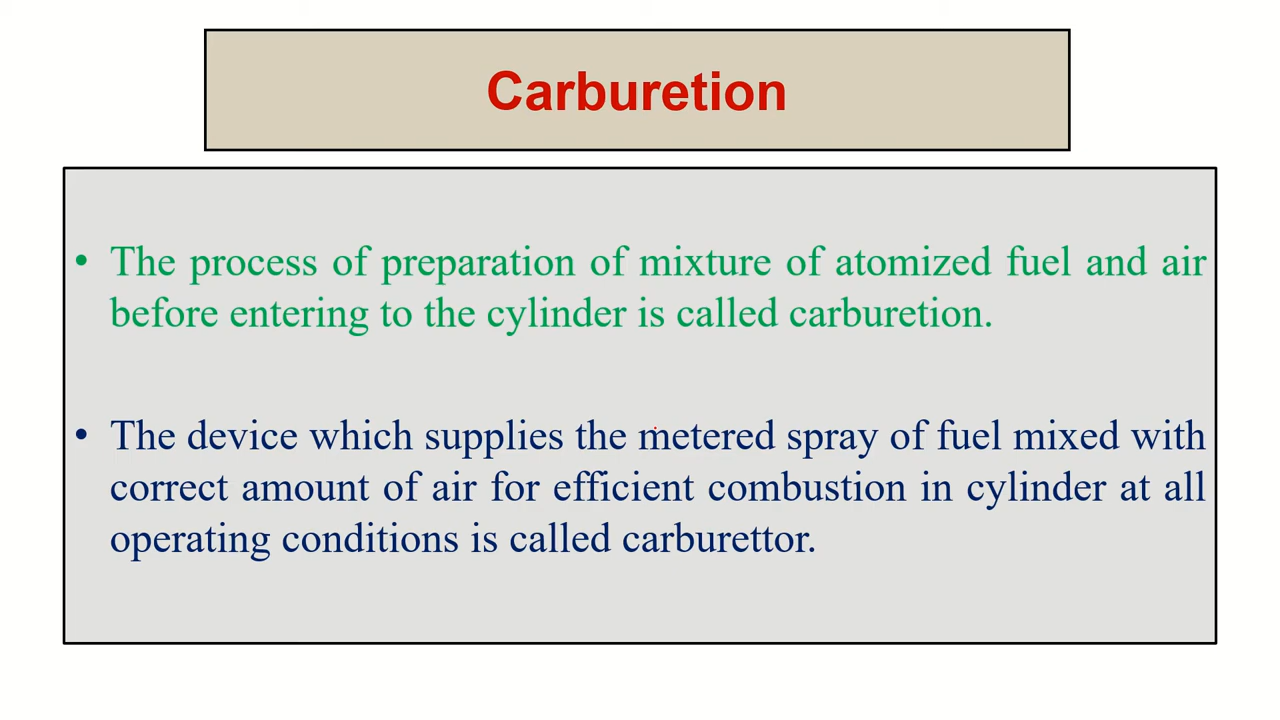 Carburetion
• The process of preparation of mixture of atomized fuel and air
before entering to the cylinder is called carburetion.
• The device which supplies the metered spray of fuel mixed with
correct amount of air for efficient combustion in cylinder at all
operating conditions is called carburettor.